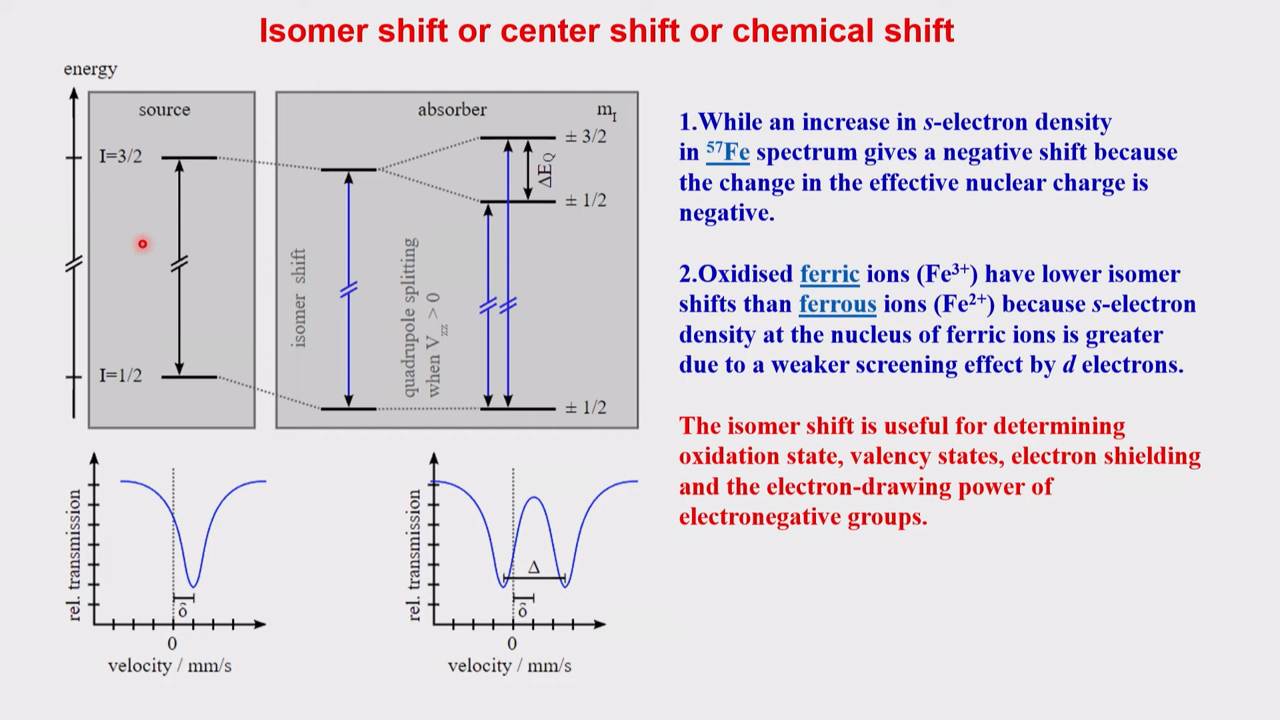 Isomer shift or center shift or chemical shift
energy
source
I=3/2
I=1/2
absorber
m_I
± 3/2
ΔE_Q
± 1/2
isomer shift
quadrupole splitting
when V_zz > 0
± 1/2
rel. transmission
δ
0
velocity / mm/s
rel. transmission
Δ
δ
0
velocity / mm/s
1.While an increase in s-electron density
in ⁵⁷Fe spectrum gives a negative shift because
the change in the effective nuclear charge is
negative.
2.Oxidised ferric ions (Fe³⁺) have lower isomer
shifts than ferrous ions (Fe²⁺) because s-electron
density at the nucleus of ferric ions is greater
due to a weaker screening effect by d electrons.
The isomer shift is useful for determining
oxidation state, valency states, electron shielding
and the electron-drawing power of
electronegative groups.